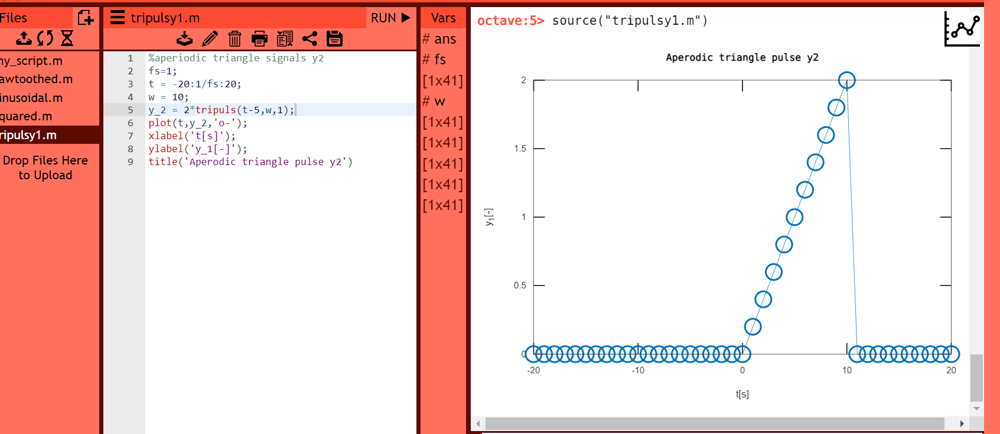 Files
ny_script.m
awtoothed.m
inusoidal.m
quared.m
ripulsy1.m
Drop Files Here
to Upload
tripulsy1.m
RUN
1 %aperiodic triangle signals y2
2 fs=1;
3 t = -20:1/fs:20;
4 w = 10;
5 y_2 = 2*tripuls(t-5,w,1);
6 plot(t,y_2,'o-');
7 xlabel('t[s]');
8 ylabel('y_1[-]');
9 title('Aperodic triangle pulse y2')
Vars
# ans
# fs
[1x41]
# w
[1x41]
[1x41]
[1x41]
[1x41]
[1x41]
octave:5> source("tripulsy1.m")
Aperodic triangle pulse y2
2
1.5
1
0.5
0
y1[-]
-20 -10 0 10 20
t[s]